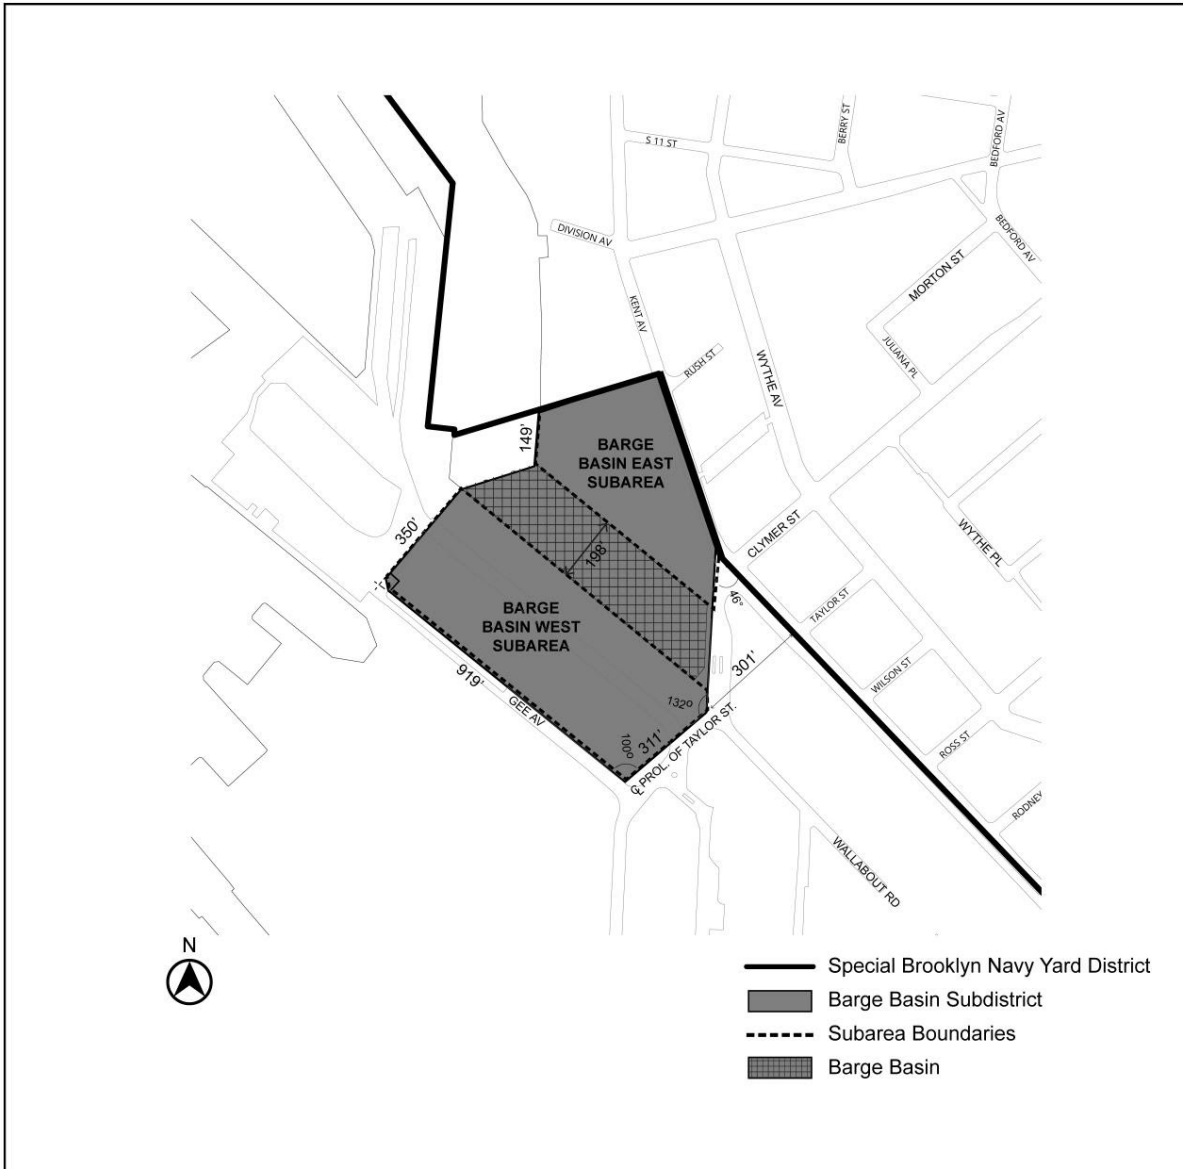 S 11 ST
BERRY ST
BEDFORD AV
DIVISION AV
BEDFORD AV
MORTON ST
KENT AV
JULIANA PL
RUSH ST
WYTHE AV
149'
BARGE
BASIN EAST
SUBAREA
350'
198'
CLYMER ST
WYTHE PL
46°
TAYLOR ST
BARGE
BASIN WEST
SUBAREA
301'
WILSON ST
919'
GEE AV
132º
100º
311'
℄ PROL. OF TAYLOR ST.
ROSS ST
RODNEY
WALLABOUT RD
N
Special Brooklyn Navy Yard District
Barge Basin Subdistrict
Subarea Boundaries
Barge Basin